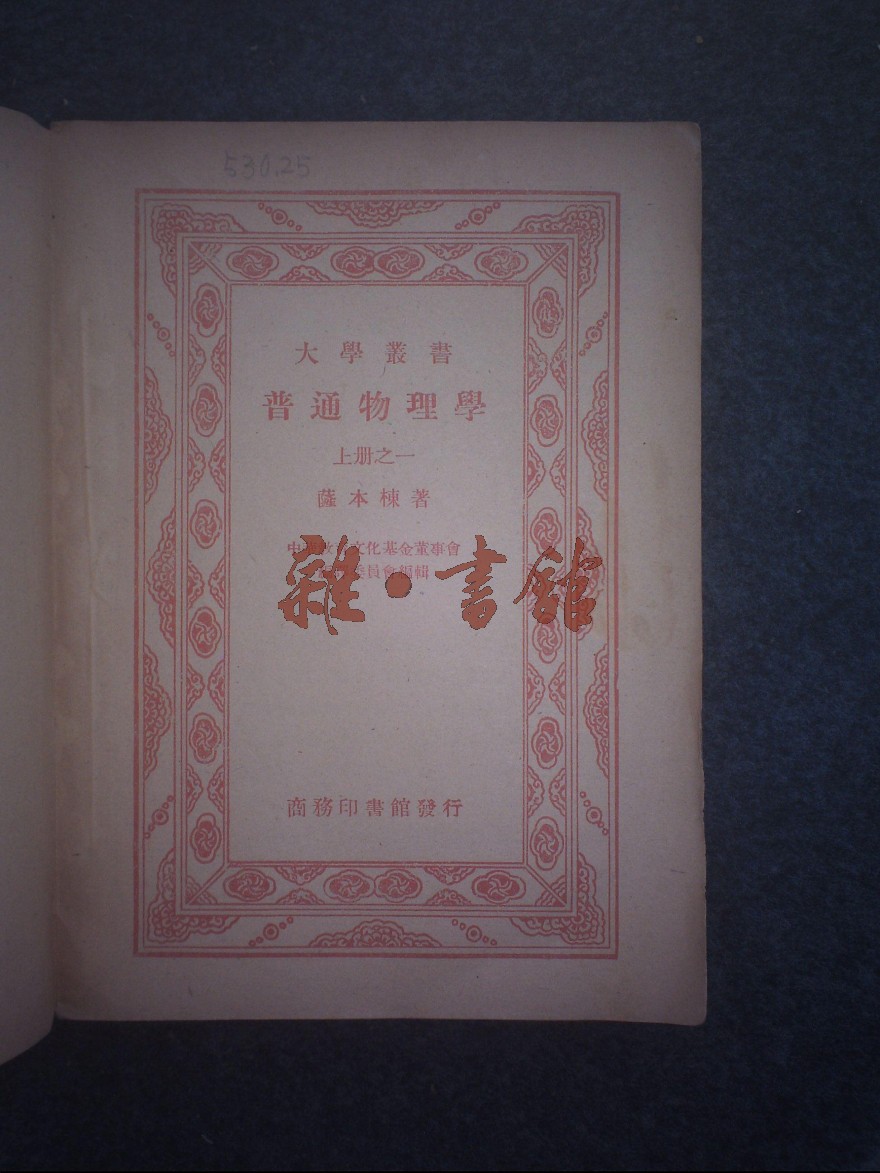 530.25
大學叢書
普通物理學
上册之一
薩本棟著
中 文化基金董事會
委員會編輯
雜·書館
商務印書館發行